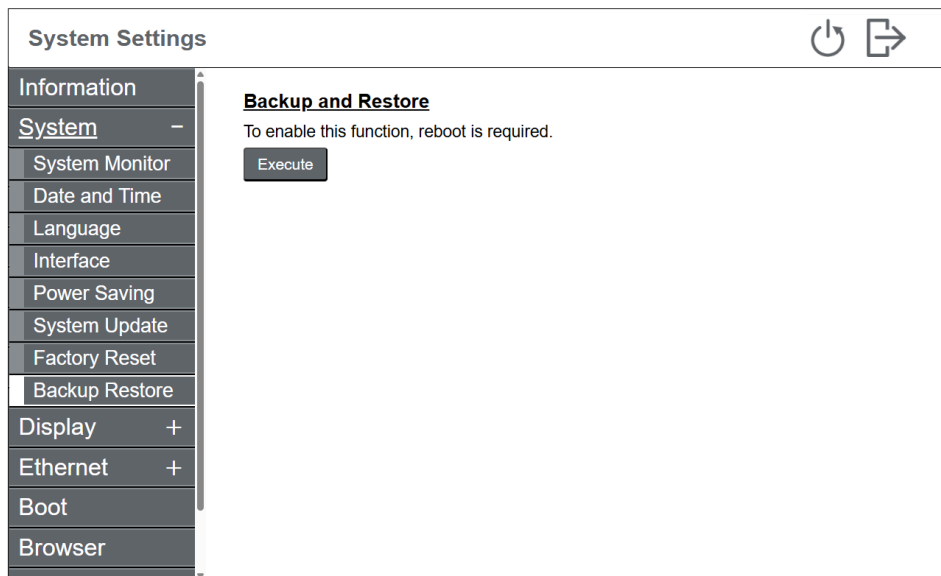 System Settings
Information
System −
System Monitor
Date and Time
Language
Interface
Power Saving
System Update
Factory Reset
Backup Restore
Display +
Ethernet +
Boot
Browser
Backup and Restore
To enable this function, reboot is required.
Execute